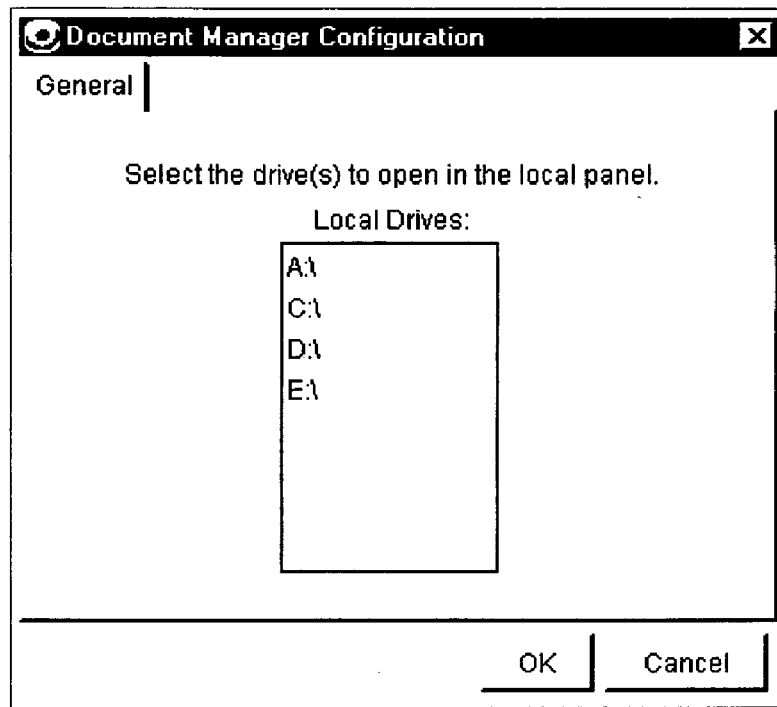 Document Manager Configuration
General
Select the drive(s) to open in the local panel.
Local Drives:
A:\
C:\
D:\
E:\
OK
Cancel